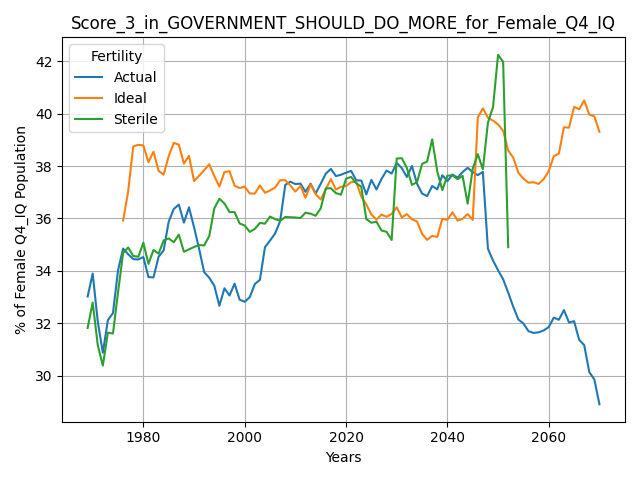 Score_3_in_GOVERNMENT_SHOULD_DO_MORE_for_Female_Q4_IQ
Fertility
Actual
Ideal
Sterile
% of Female Q4_IQ Population
42
40
38
36
34
32
30
1980
2000
2020
2040
2060
Years